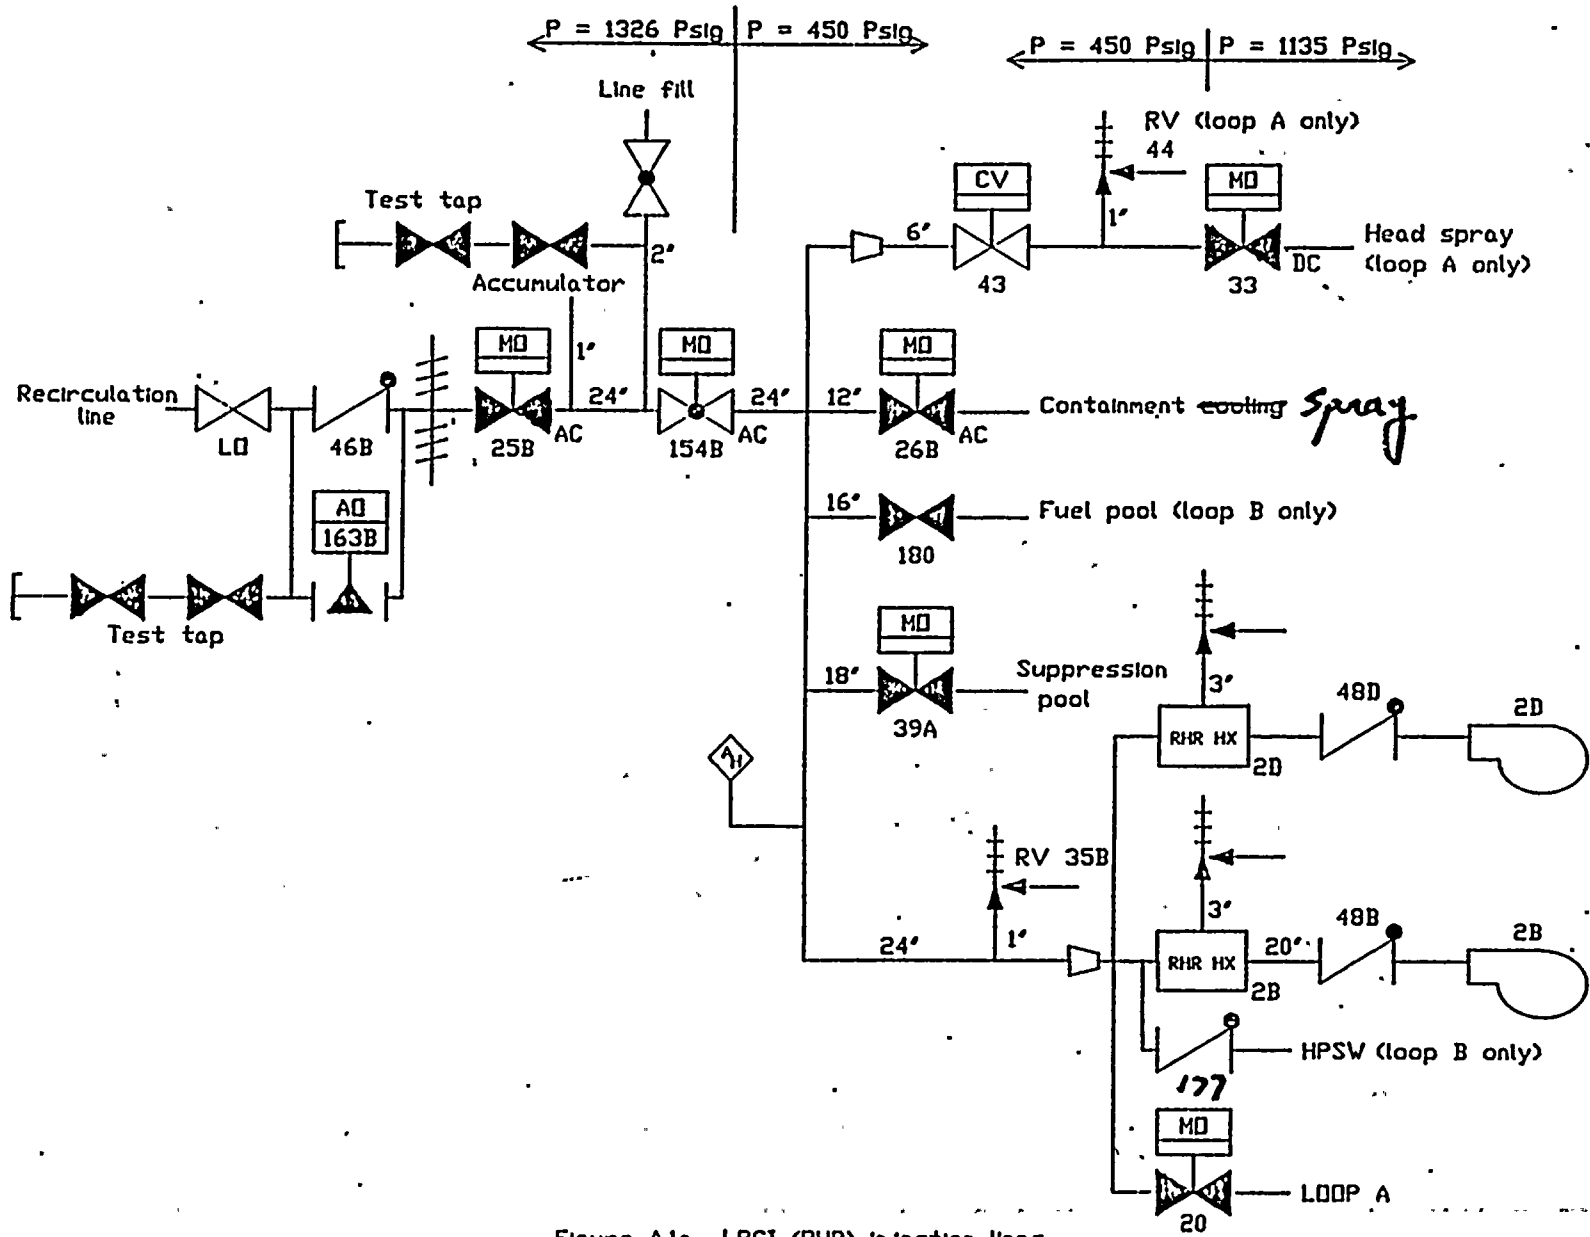 P = 1326 Psig P = 450 Psig
P = 450 Psig P = 1135 Psig
Line fill
RV (loop A only)
44
CV
MO
Test tap
6"
1"
2"
Head spray
(loop A only)
DC
Accumulator
43
33
MO
MO
MO
1"
Recirculation
line
24"
24"
12"
Containment cooling Spray
LO
46B
25B
AC
154B
AC
26B
AC
16"
Fuel pool (loop B only)
AO
163B
180
Test tap
MO
18"
Suppression
pool
39A
3"
48D
2D
RHR HX
2D
A
H
RV 35B
3"
48B
2B
24"
1"
RHR HX
20"
2B
HPSW (loop B only)
177
MO
LOOP A
20